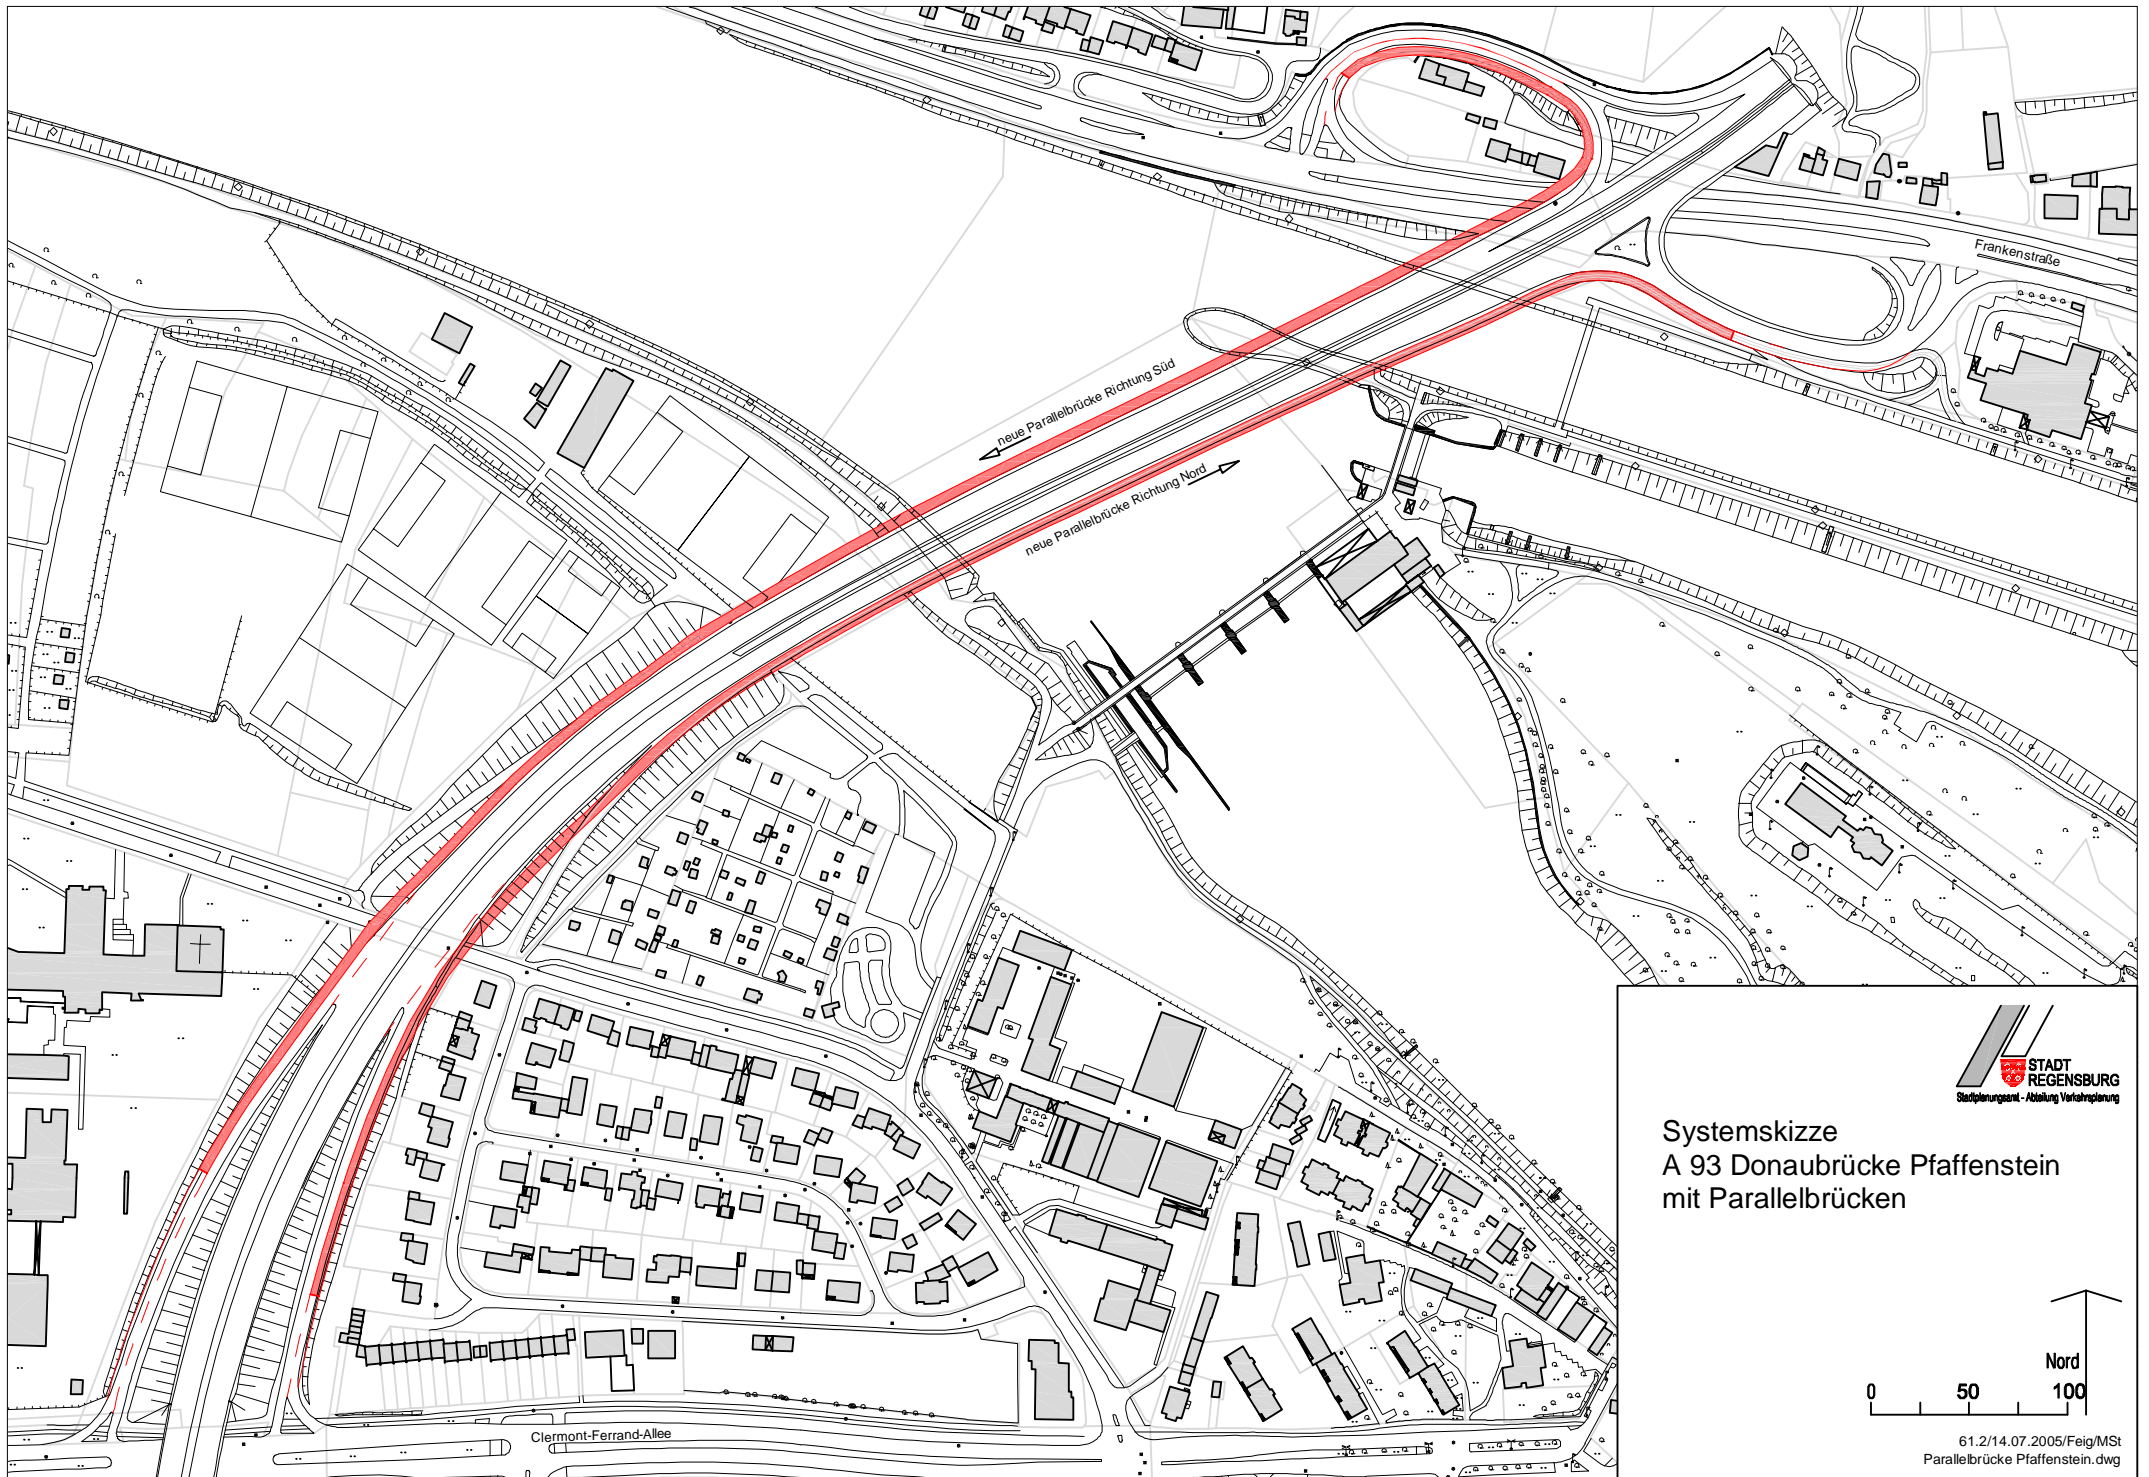 Frankenstraße
neue Parallelbrücke Richtung Süd
neue Parallelbrücke Richtung Nord
Clermont-Ferrand-Allee
STADT
REGENSBURG
Stadtplanungsamt - Abteilung Verkehrsplanung
Systemskizze
A 93 Donaubrücke Pfaffenstein
mit Parallelbrücken
Nord
0 50 100
61.2/14.07.2005/Feig/MSt
Parallelbrücke Pfaffenstein.dwg